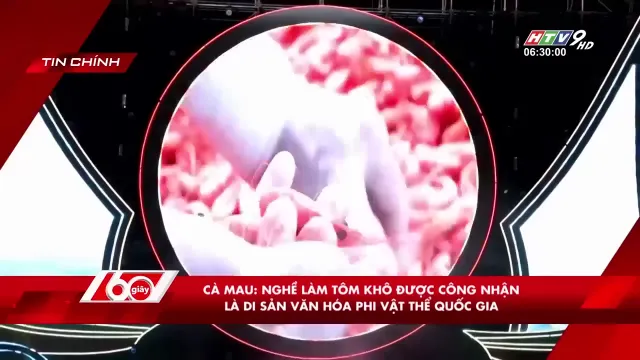 TIN CHÍNH
HTV9 HD
06:30:00
60 giây
CÀ MAU: NGHỀ LÀM TÔM KHÔ ĐƯỢC CÔNG NHẬN
LÀ DI SẢN VĂN HÓA PHI VẬT THỂ QUỐC GIA